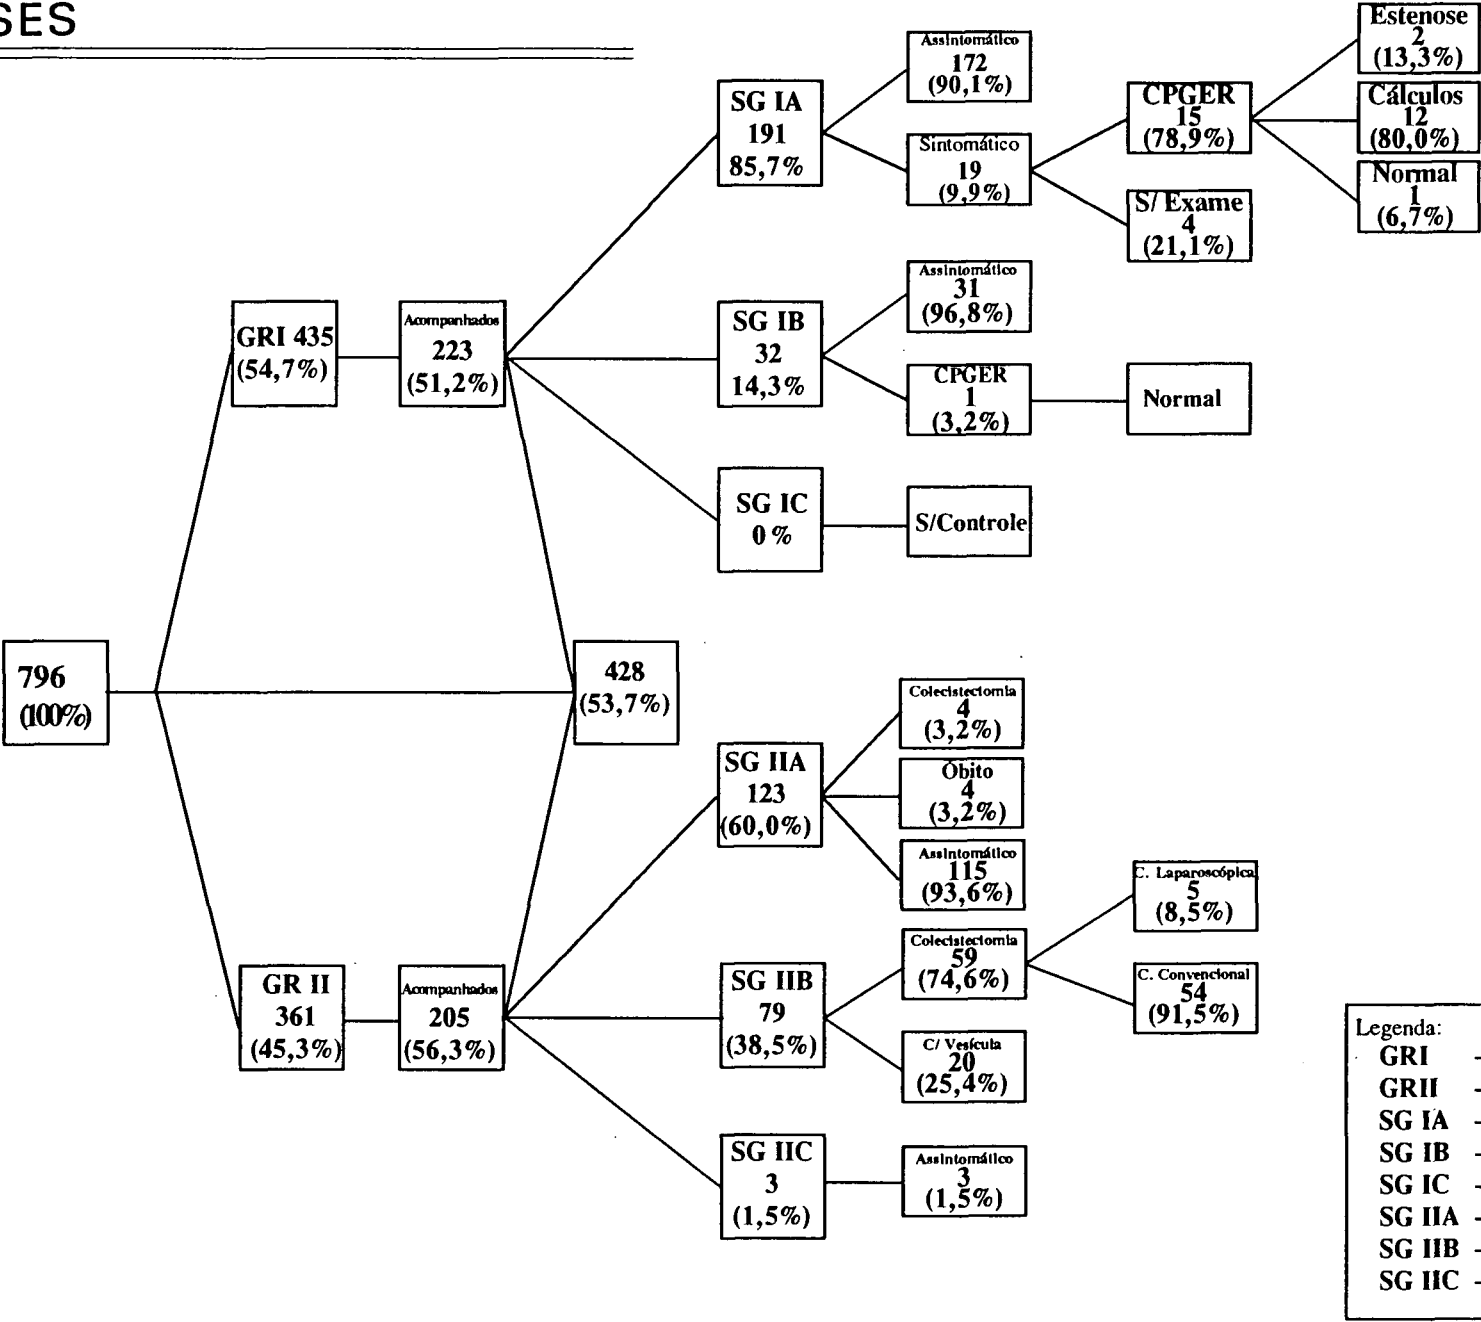 SES
796
(100%)
GRI 435
(54,7%)
Acompanhados
223
(51,2%)
SG IA
191
85,7%
Assintomático
172
(90,1%)
Sintomático
19
(9,9%)
CPGER
15
(78,9%)
S/ Exame
4
(21,1%)
Estenose
2
(13,3%)
Cálculos
12
(80,0%)
Normal
1
(6,7%)
SG IB
32
14,3%
Assintomático
31
(96,8%)
CPGER
1
(3,2%)
Normal
SG IC
0 %
S/Controle
428
(53,7%)
GR II
361
(45,3%)
Acompanhados
205
(56,3%)
SG IIA
123
(60,0%)
Colecistectomia
4
(3,2%)
Óbito
4
(3,2%)
Assintomático
115
(93,6%)
SG IIB
79
(38,5%)
Colecistectomia
59
(74,6%)
C. Laparoscópica
5
(8,5%)
C. Convencional
54
(91,5%)
C/ Vesícula
20
(25,4%)
SG IIC
3
(1,5%)
Assintomático
3
(1,5%)
Legenda:
GRI -
GRII -
SG IA -
SG IB -
SG IC -
SG IIA -
SG IIB -
SG IIC -